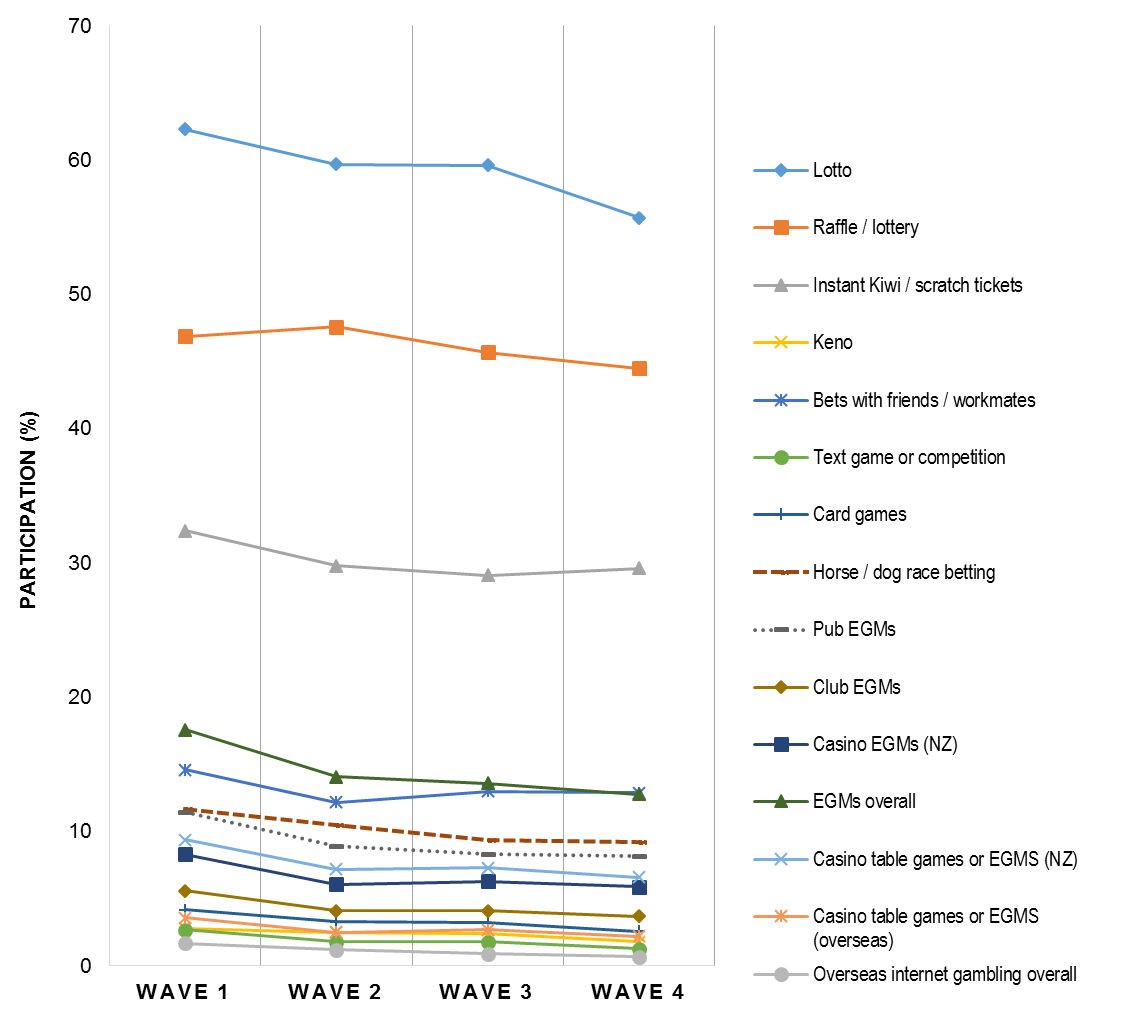 70
60
50
40
30
20
10
0
PARTICIPATION (%)
WAVE 1
WAVE 2
WAVE 3
WAVE 4
Lotto
Raffle / lottery
Instant Kiwi / scratch tickets
Keno
Bets with friends / workmates
Text game or competition
Card games
Horse / dog race betting
Pub EGMs
Club EGMs
Casino EGMs (NZ)
EGMs overall
Casino table games or EGMS (NZ)
Casino table games or EGMS
(overseas)
Overseas internet gambling overall